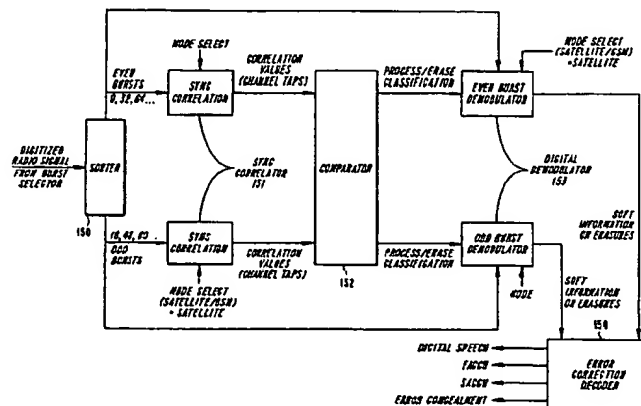 MODE SELECT
CORRELATION
VALUES
(CHANNEL TAPS)
PROCESS/ERASE
CLASSIFICATION
MODE SELECT
(SATELLITE/GSM)
=SATELLITE
EVEN
BURSTS
0,32,64...
SYNC
CORRELATION
EVEN BURST
DEMODULATOR
DIGITIZED
RADIO SIGNAL
FROM BURST
SELECTOR
SORTER
150
SYNC
CORRELATOR
151
COMPARATOR
152
DIGITAL
DEMODULATOR
153
16,48,80...
ODD
BURSTS
SYNC
CORRELATION
CORRELATION
VALUES
(CHANNEL TAPS)
PROCESS/ERASE
CLASSIFICATION
ODD BURST
DEMODULATOR
MODE SELECT
(SATELLITE/GSM)
= SATELLITE
MODE
SOFT
INFORMATION
OR ERASURES
SOFT
INFORMATION
OR ERASURES
154
DIGITAL SPEECH
FACCH
SACCH
ERROR CONCEALMENT
ERROR
CORRECTION
DECODER